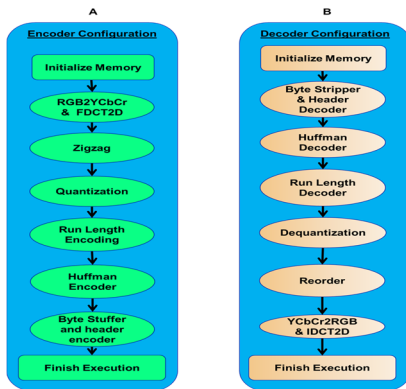 A
Encoder Configuration
Initialize Memory
RGB2YCbCr
& FDCT2D
Zigzag
Quantization
Run Length
Encoding
Huffman
Encoder
Byte Stuffer
and header
encoder
Finish Execution
B
Decoder Configuration
Initialize Memory
Byte Stripper
& Header
Decoder
Huffman
Decoder
Run Length
Decoder
Dequantization
Reorder
YCbCr2RGB
& IDCT2D
Finish Execution